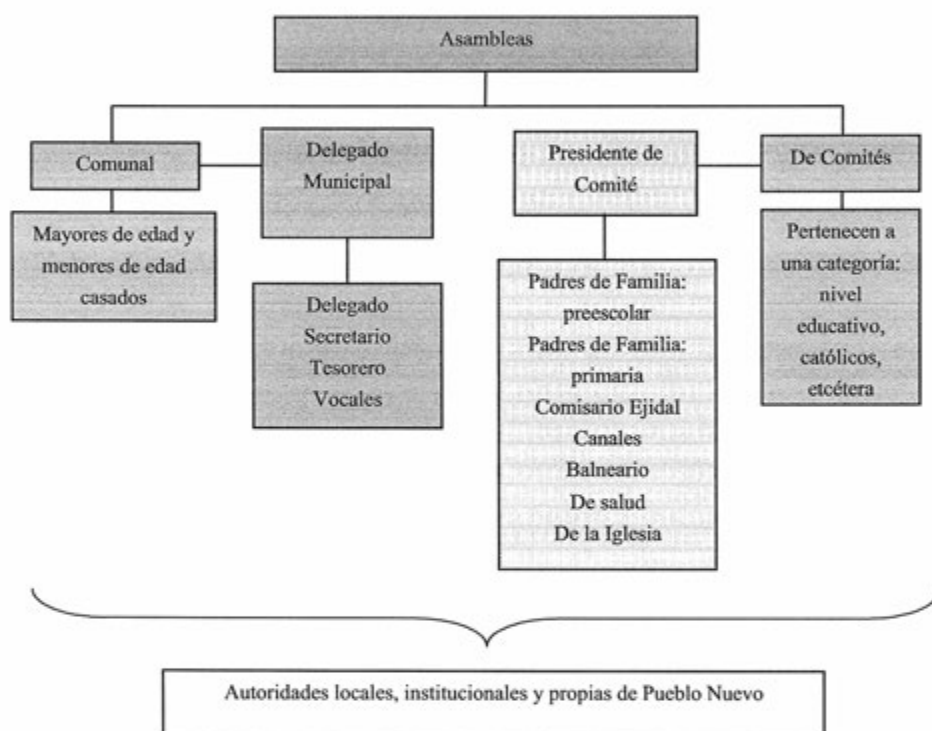 Asambleas
Comunal
Delegado
Municipal
Presidente de
Comité
De Comités
Mayores de edad y
menores de edad
casados
Delegado
Secretario
Tesorero
Vocales
Padres de Familia:
preescolar
Padres de Familia:
primaria
Comisario Ejidal
Canales
Balneario
De salud
De la Iglesia
Pertenecen a
una categoría:
nivel
educativo,
católicos,
etcétera
Autoridades locales, institucionales y propias de Pueblo Nuevo